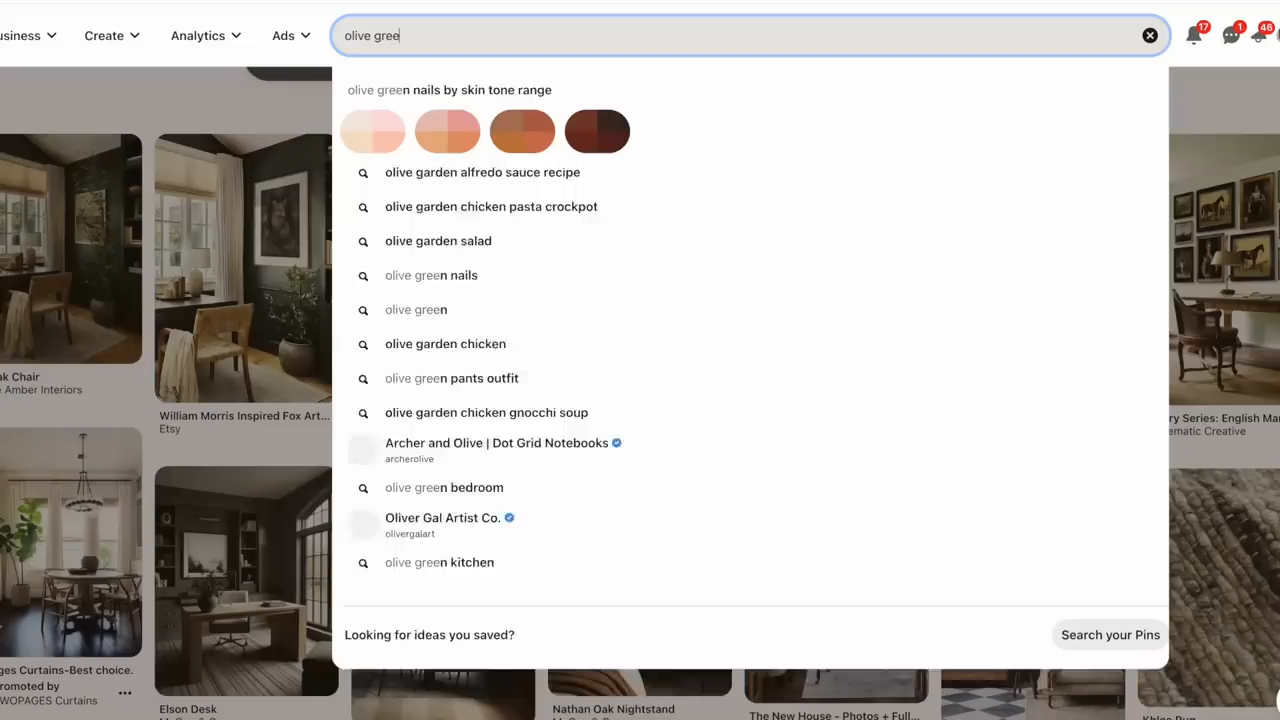 usiness
Create
Analytics
Ads
olive gree
17
1
46
olive green nails by skin tone range
olive garden alfredo sauce recipe
olive garden chicken pasta crockpot
olive garden salad
olive green nails
olive green
olive garden chicken
olive green pants outfit
olive garden chicken gnocchi soup
Archer and Olive | Dot Grid Notebooks
archerolive
olive green bedroom
Oliver Gal Artist Co.
olivergalart
olive green kitchen
Looking for ideas you saved?
Search your Pins
ak Chair
e Amber Interiors
William Morris Inspired Fox Art...
Etsy
ry Series: English Ma
ematic Creative
ges Curtains-Best choice.
romoted by
WOPAGES Curtains
Elson Desk
Nathan Oak Nightstand
The New House - Photos + Full...